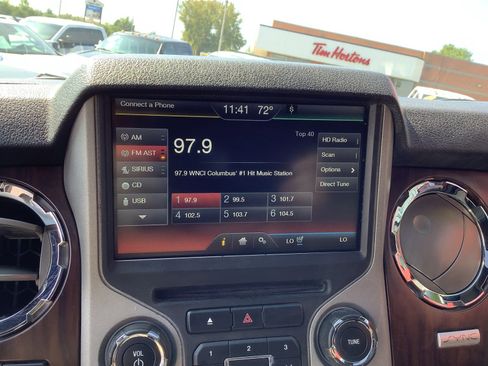 Tim Hortons
Connect a Phone
11:41 72°
Top 40
AM
FM AST
SIRIUS
CD
USB
97.9
97.9 WNCI Columbus' #1 Hit Music Station
HD Radio
Scan
Options
Direct Tune
1 97.9 2 99.5 3 101.7
4 102.5 5 103.7 6 104.5
i
LO LO
VOL
1 2 3
TUNE
SYNC